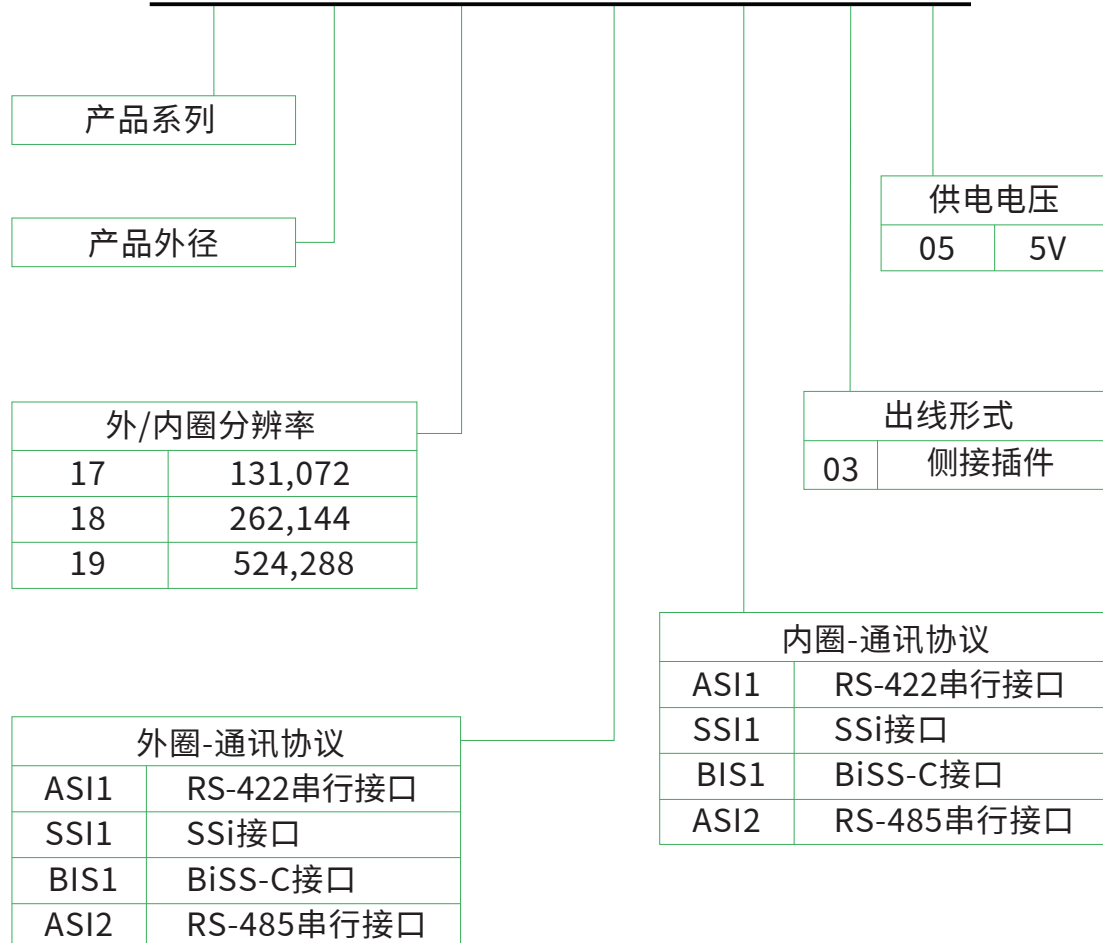 产品系列
产品外径
供电电压
05 5V
外/内圈分辨率
17 131,072
18 262,144
19 524,288
出线形式
03 侧接插件
内圈-通讯协议
ASI1 RS-422串行接口
SSI1 SSi接口
BIS1 BiSS-C接口
ASI2 RS-485串行接口
外圈-通讯协议
ASI1 RS-422串行接口
SSI1 SSi接口
BIS1 BiSS-C接口
ASI2 RS-485串行接口